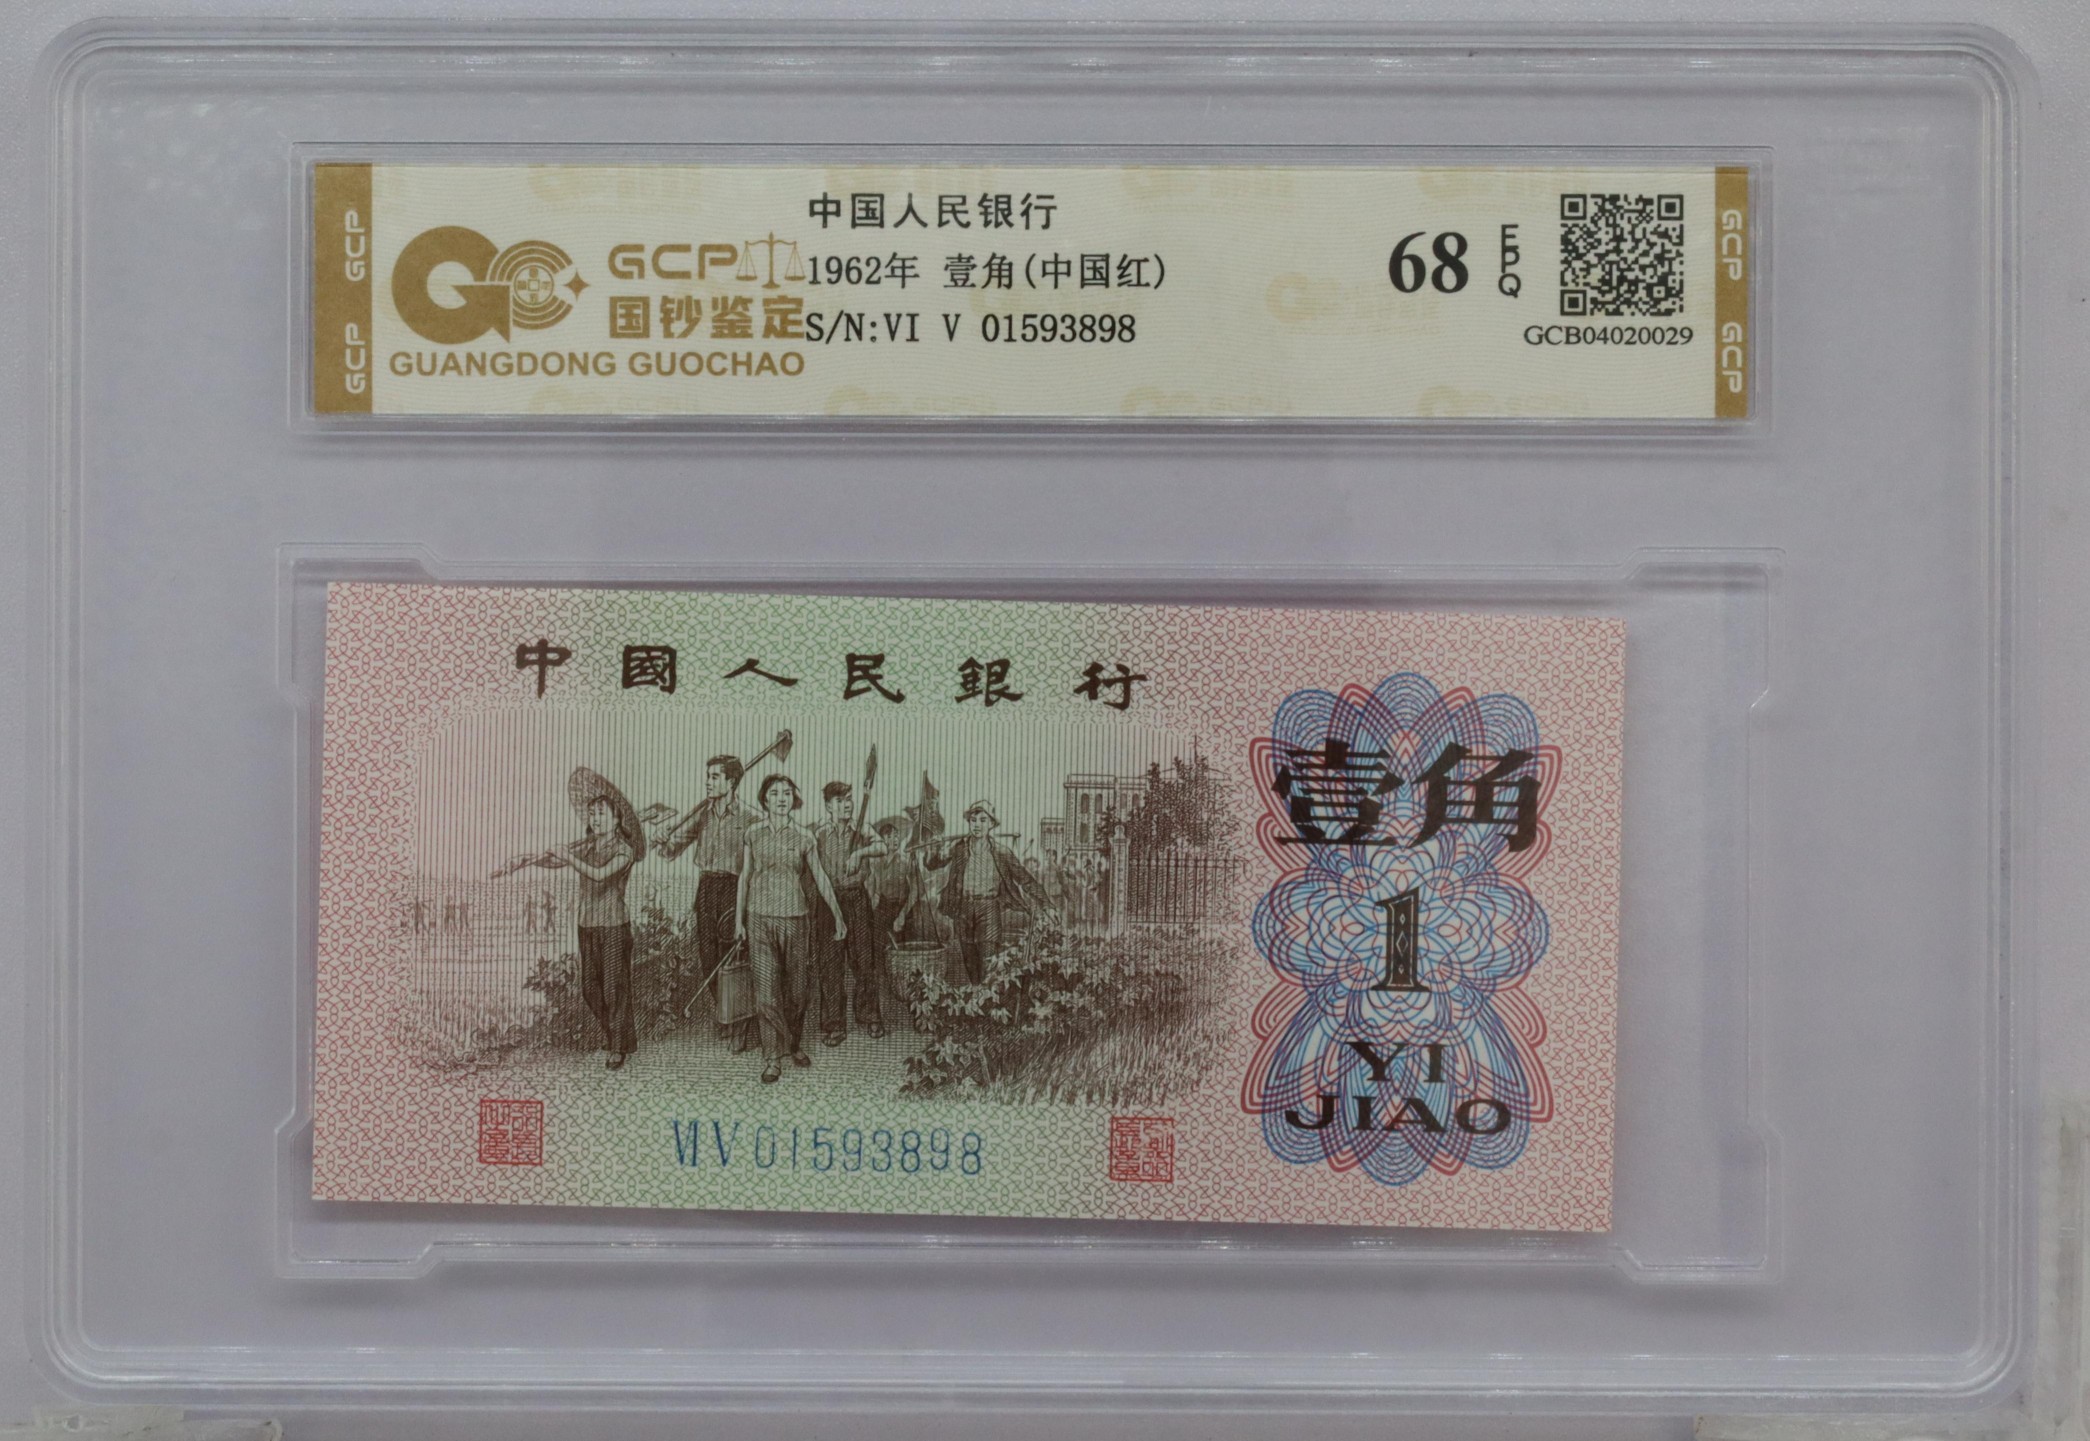 GCP
GCP
GCP
国钞鉴定
GUANGDONG GUOCHAO
中国人民银行
1962年 壹角(中国红)
S/N:VI V 01593898
68
EPQ
GCB04020029
GCP
GCP
中國人民銀行
壹角
1
YI
JIAO
VI V 01593898